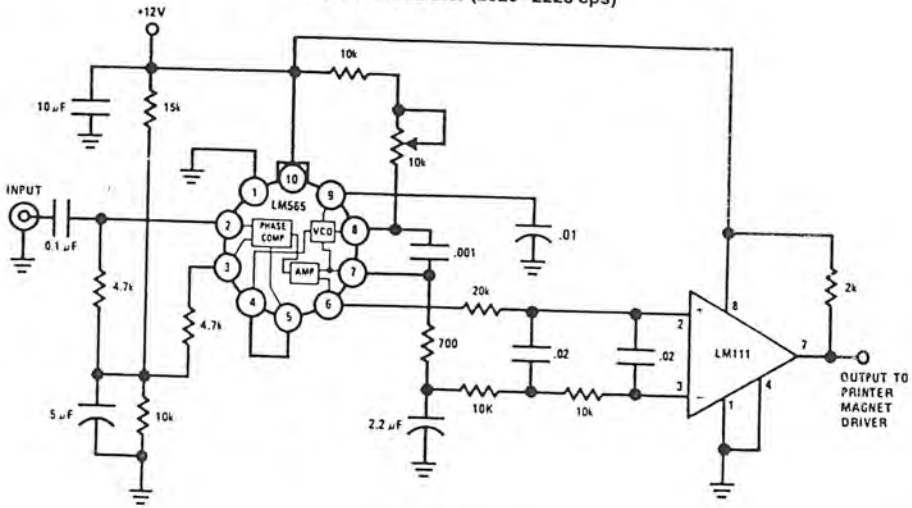 (2025–2225 cps)
+12V
10k
10 µF
15k
10k
INPUT
0.1 µF
1
10
9
LM565
2
PHASE COMP
VCO
8
3
AMP
7
4
5
6
.01
.001
4.7k
4.7k
20k
2k
8
+
2
.02
.02
LM111
7
700
3
–
4
1
OUTPUT TO
PRINTER
MAGNET
DRIVER
5 µF
10k
10K
10k
2.2 µF